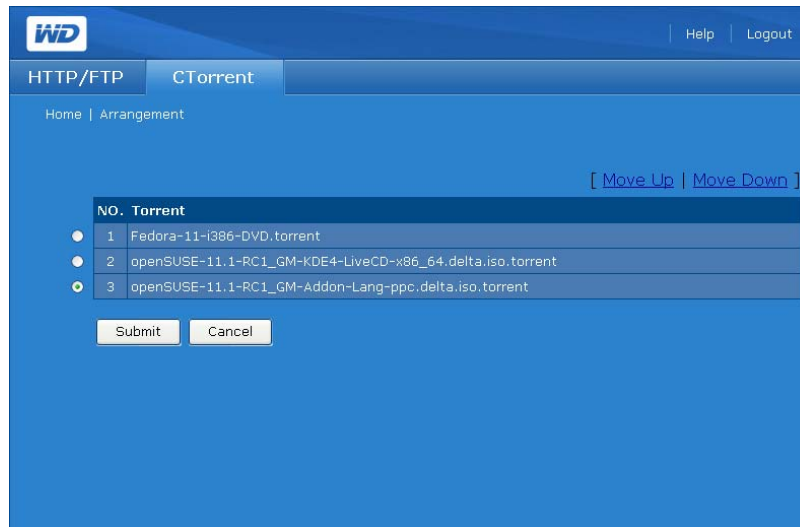 WD
Help | Logout
HTTP/FTP CTorrent
Home | Arrangement
[ Move Up | Move Down ]
NO. Torrent
1 Fedora-11-i386-DVD.torrent
2 openSUSE-11.1-RC1_GM-KDE4-LiveCD-x86_64.delta.iso.torrent
3 openSUSE-11.1-RC1_GM-Addon-Lang-ppc.delta.iso.torrent
Submit Cancel